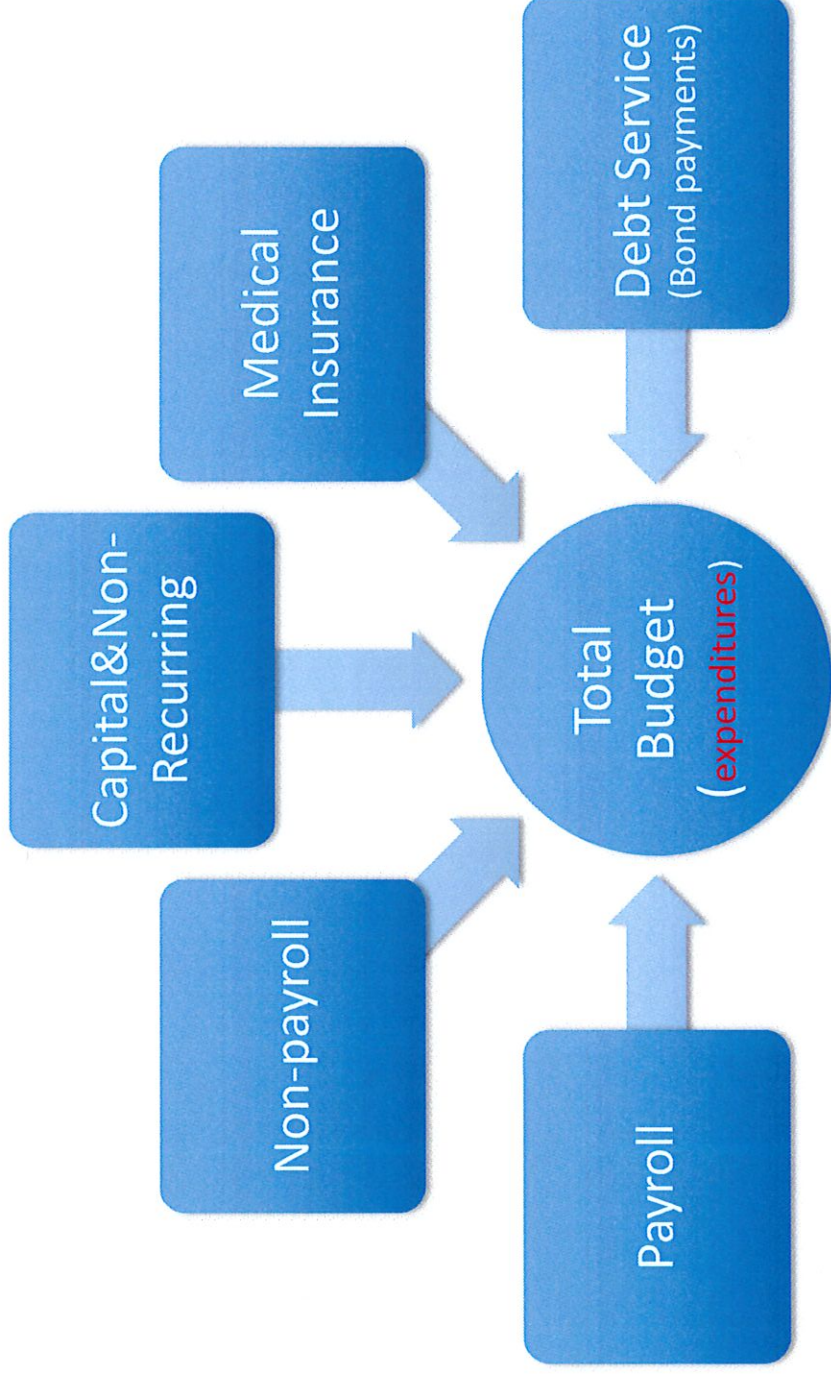 Payroll
Non-payroll
Capital&Non-
Recurring
Medical
Insurance
Debt Service
(Bond payments)
Total
Budget
(expenditures)